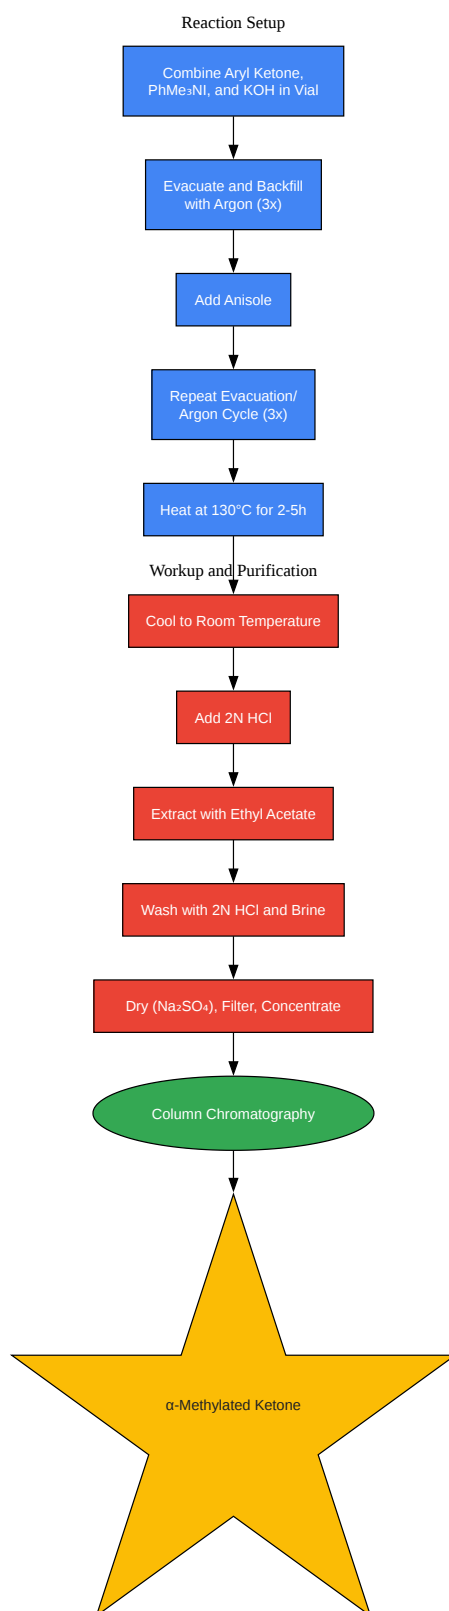 Reaction Setup
Combine Aryl Ketone,
PhMe₃NI, and KOH in Vial
Evacuate and Backfill
with Argon (3x)
Add Anisole
Repeat Evacuation/
Argon Cycle (3x)
Heat at 130°C for 2-5h
Workup and Purification
Cool to Room Temperature
Add 2N HCl
Extract with Ethyl Acetate
Wash with 2N HCl and Brine
Dry (Na₂SO₄), Filter, Concentrate
Column Chromatography
α-Methylated Ketone